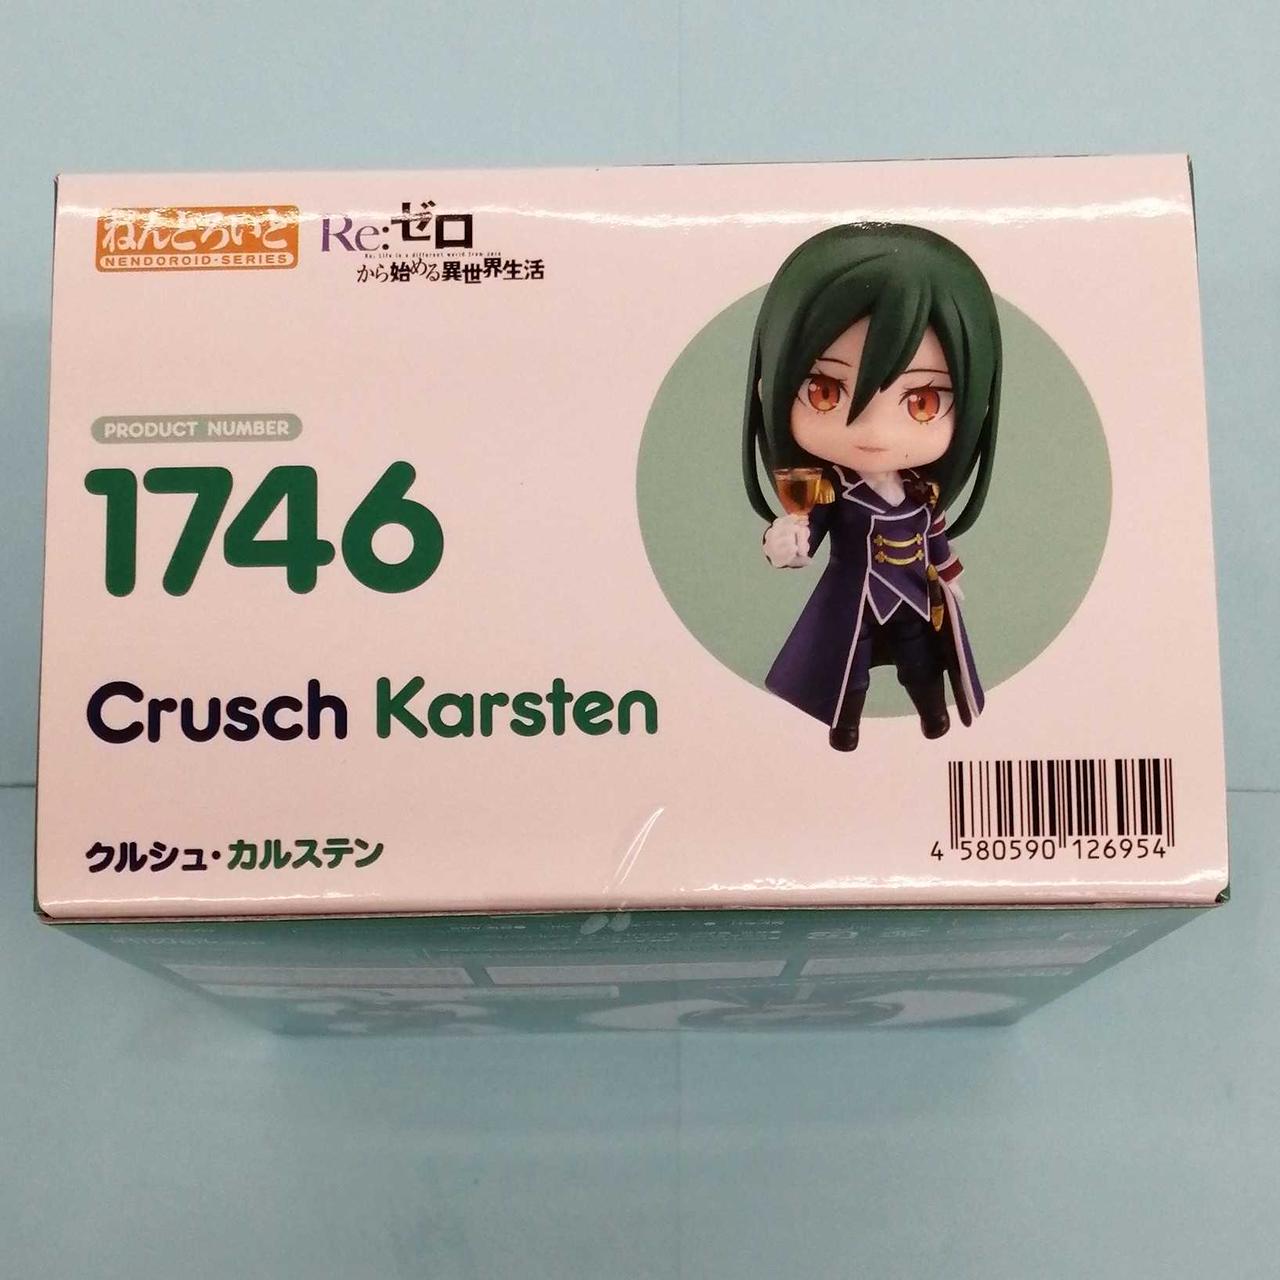 ねんどろいど
NENDOROID-SERIES
Re:ゼロ
Re: Life in a different world from zero
から始める異世界生活
PRODUCT NUMBER
1746
Crusch Karsten
クルシュ・カルステン
4 580590 126954